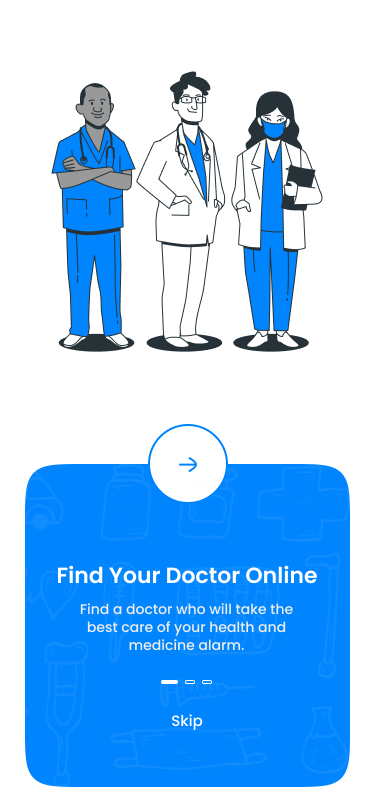 Find Your Doctor Online
Find a doctor who will take the
best care of your health and
medicine alarm.
Skip